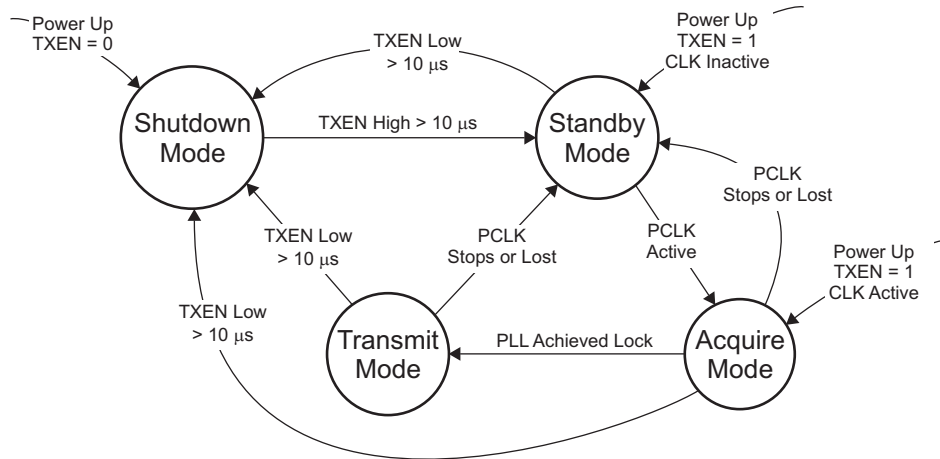 Power Up
TXEN = 0
TXEN Low
> 10 μs
Power Up
TXEN = 1
CLK Inactive
Shutdown
Mode
TXEN High > 10 μs
Standby
Mode
PCLK
Stops or Lost
TXEN Low
> 10 μs
PCLK
Stops or Lost
PCLK
Active
Power Up
TXEN = 1
CLK Active
TXEN Low
> 10 μs
Transmit
Mode
PLL Achieved Lock
Acquire
Mode